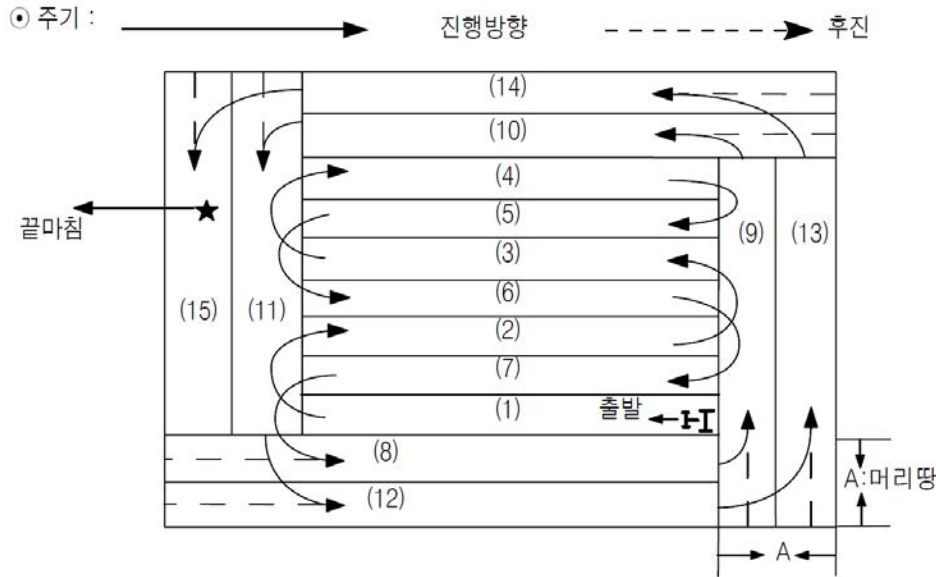 ⊙ 주기 : 진행방향 후진
(14)
(10)
(4)
(5)
(9) (13)
끝마침
(3)
(15) (11)
(6)
(2)
(7)
(1) 출발
(8)
A:머리땅
(12)
A